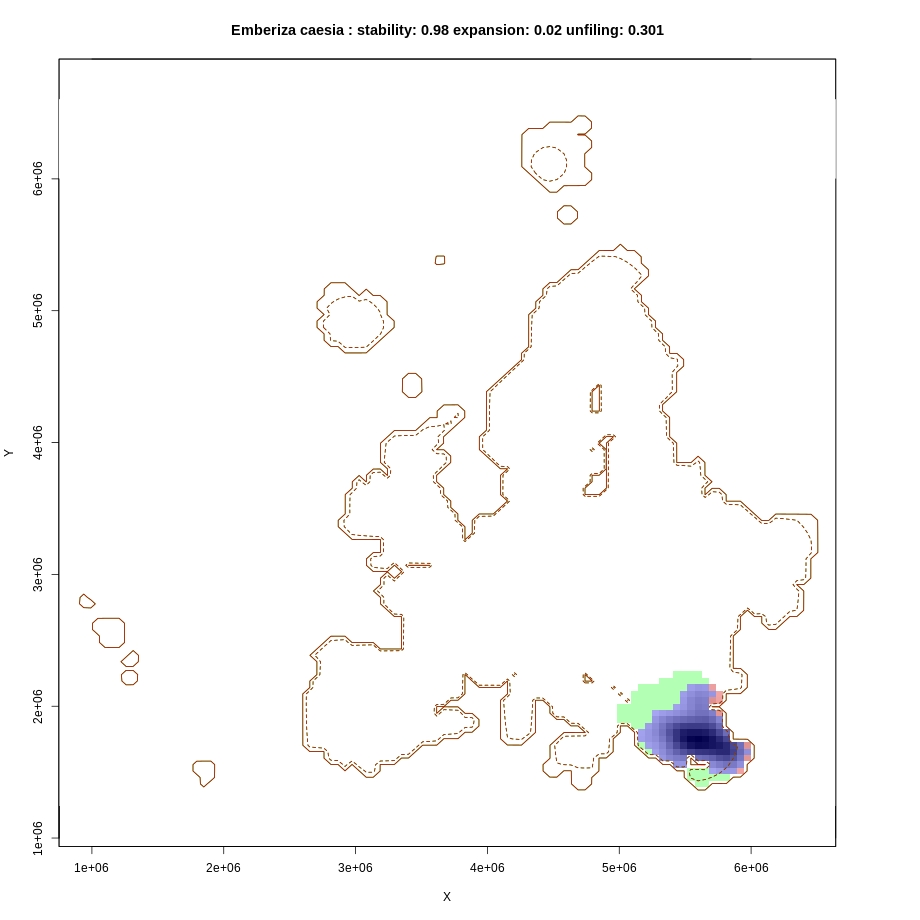 Emberiza caesia : stability: 0.98 expansion: 0.02 unfiling: 0.301
6e+06
5e+06
4e+06
Y
3e+06
2e+06
1e+06
1e+06 2e+06 3e+06 4e+06 5e+06 6e+06
X